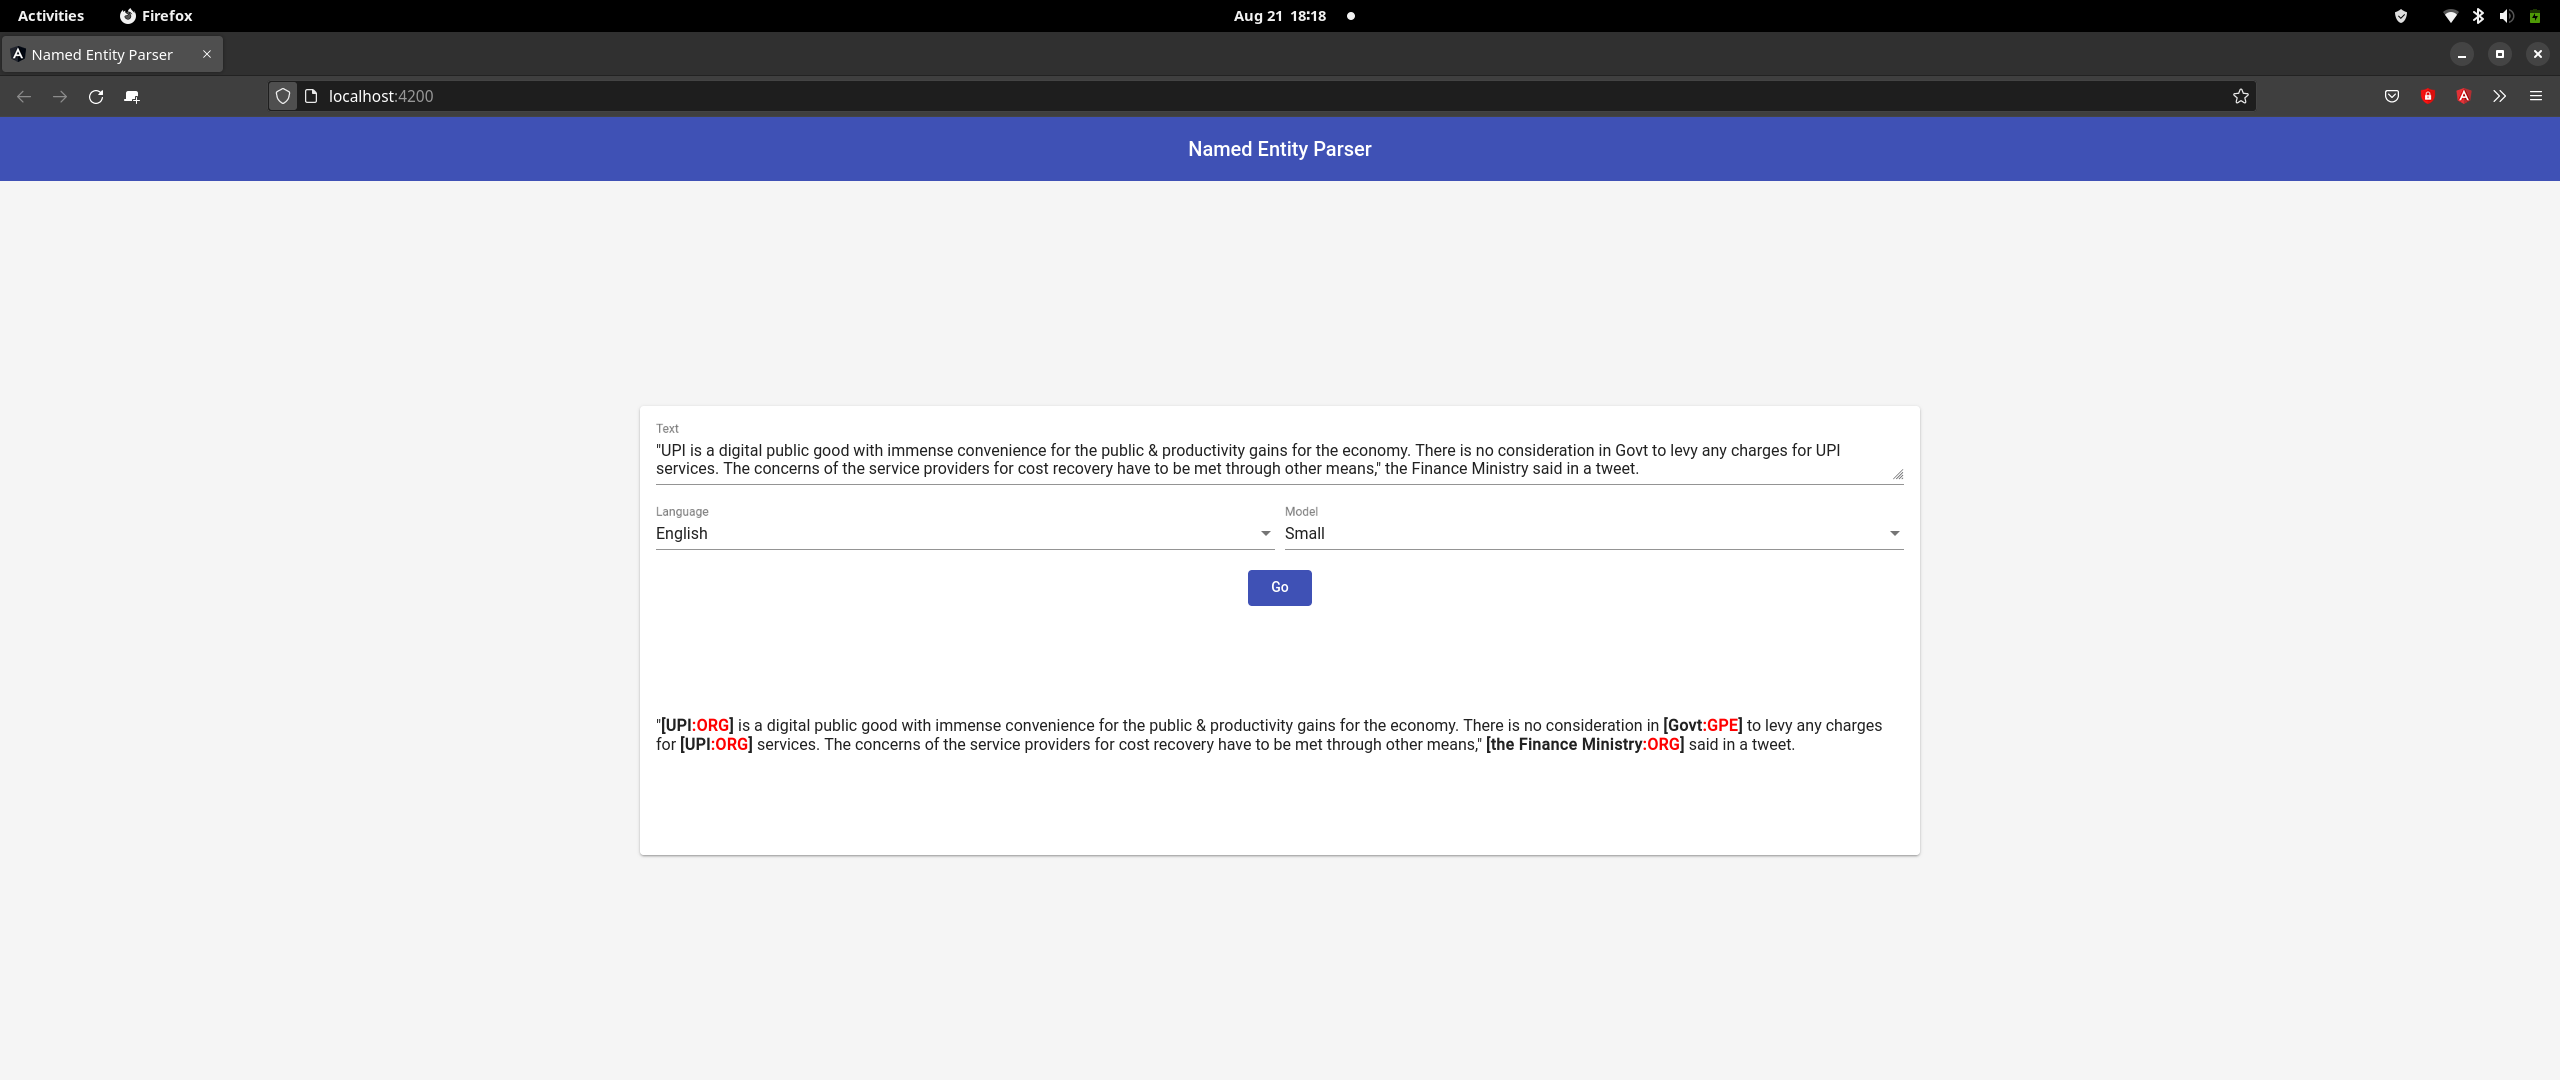 Activities Firefox Aug 21 18:18
Named Entity Parser
localhost:4200
Named Entity Parser
Text
"UPI is a digital public good with immense convenience for the public & productivity gains for the economy. There is no consideration in Govt to levy any charges for UPI
services. The concerns of the service providers for cost recovery have to be met through other means," the Finance Ministry said in a tweet.
Language Model
English Small
Go
"[UPI:ORG] is a digital public good with immense convenience for the public & productivity gains for the economy. There is no consideration in [Govt:GPE] to levy any charges
for [UPI:ORG] services. The concerns of the service providers for cost recovery have to be met through other means," [the Finance Ministry:ORG] said in a tweet.